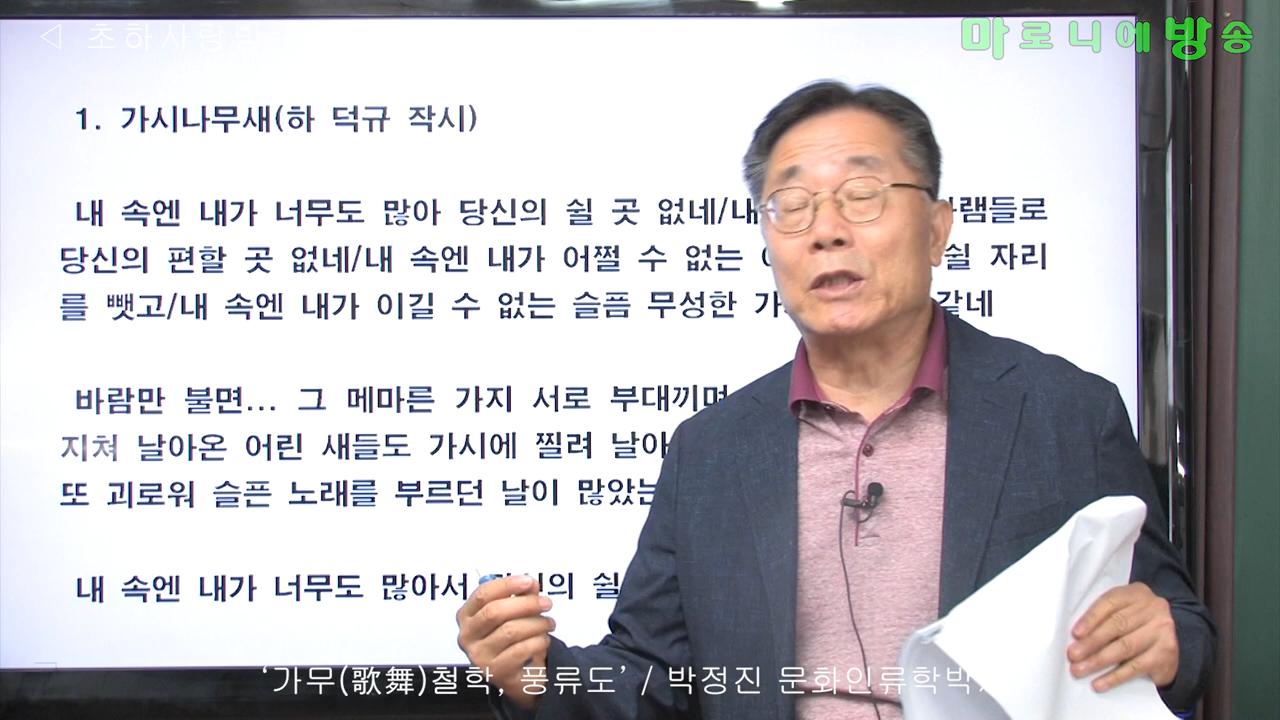 ◁ 초하사랑방
마로니에방송
1. 가시나무새(하 덕규 작시)
내 속엔 내가 너무도 많아 당신의 쉴 곳 없네/내 램들로
당신의 편할 곳 없네/내 속엔 내가 어쩔 수 없는 쉴 자리
를 뺏고/내 속엔 내가 이길 수 없는 슬픔 무성한 같네
바람만 불면... 그 메마른 가지 서로 부대끼며
지쳐 날아온 어린 새들도 가시에 찔려 날아
또 괴로워 슬픈 노래를 부르던 날이 많았는
내 속엔 내가 너무도 많아서 쉴
‘가무(歌舞)철학, 풍류도’ / 박정진 문화인류학박